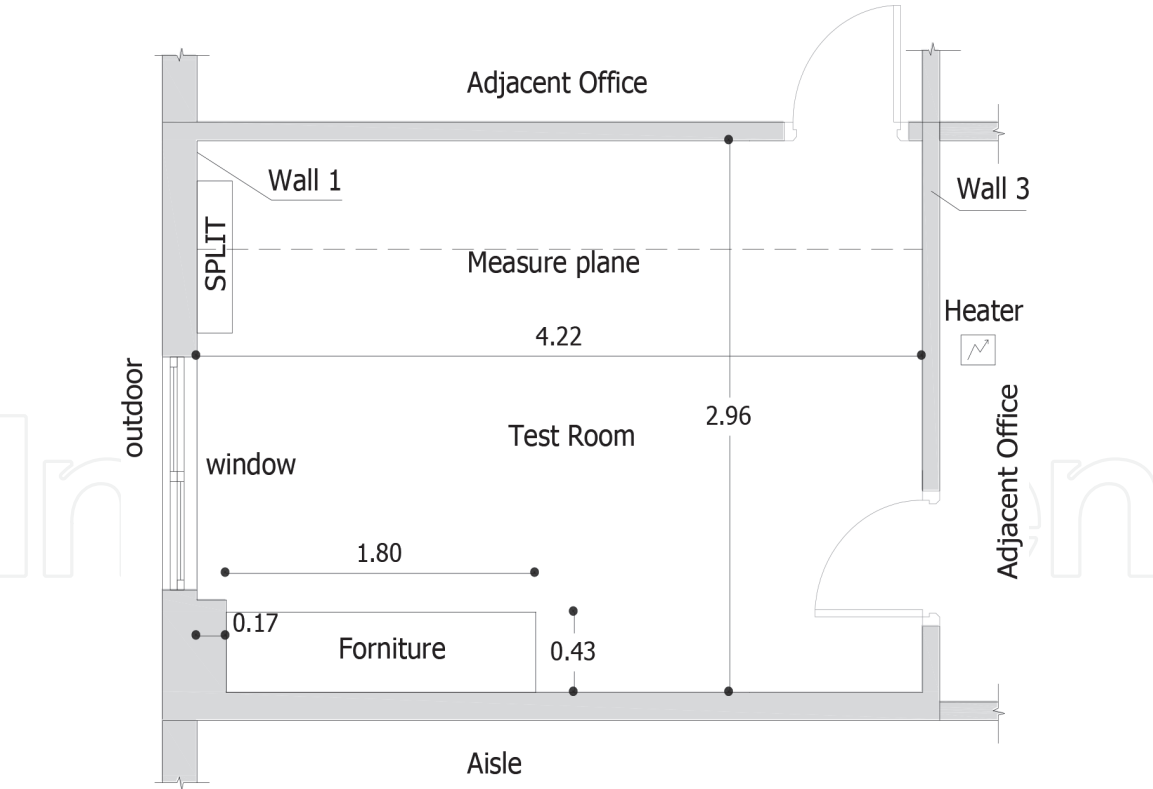 Adjacent Office
Wall 1
Wall 3
SPLIT
Measure plane
Heater
4.22
outdoor
2.96
Test Room
Adjacent Office
window
1.80
0.17
Forniture
0.43
Aisle